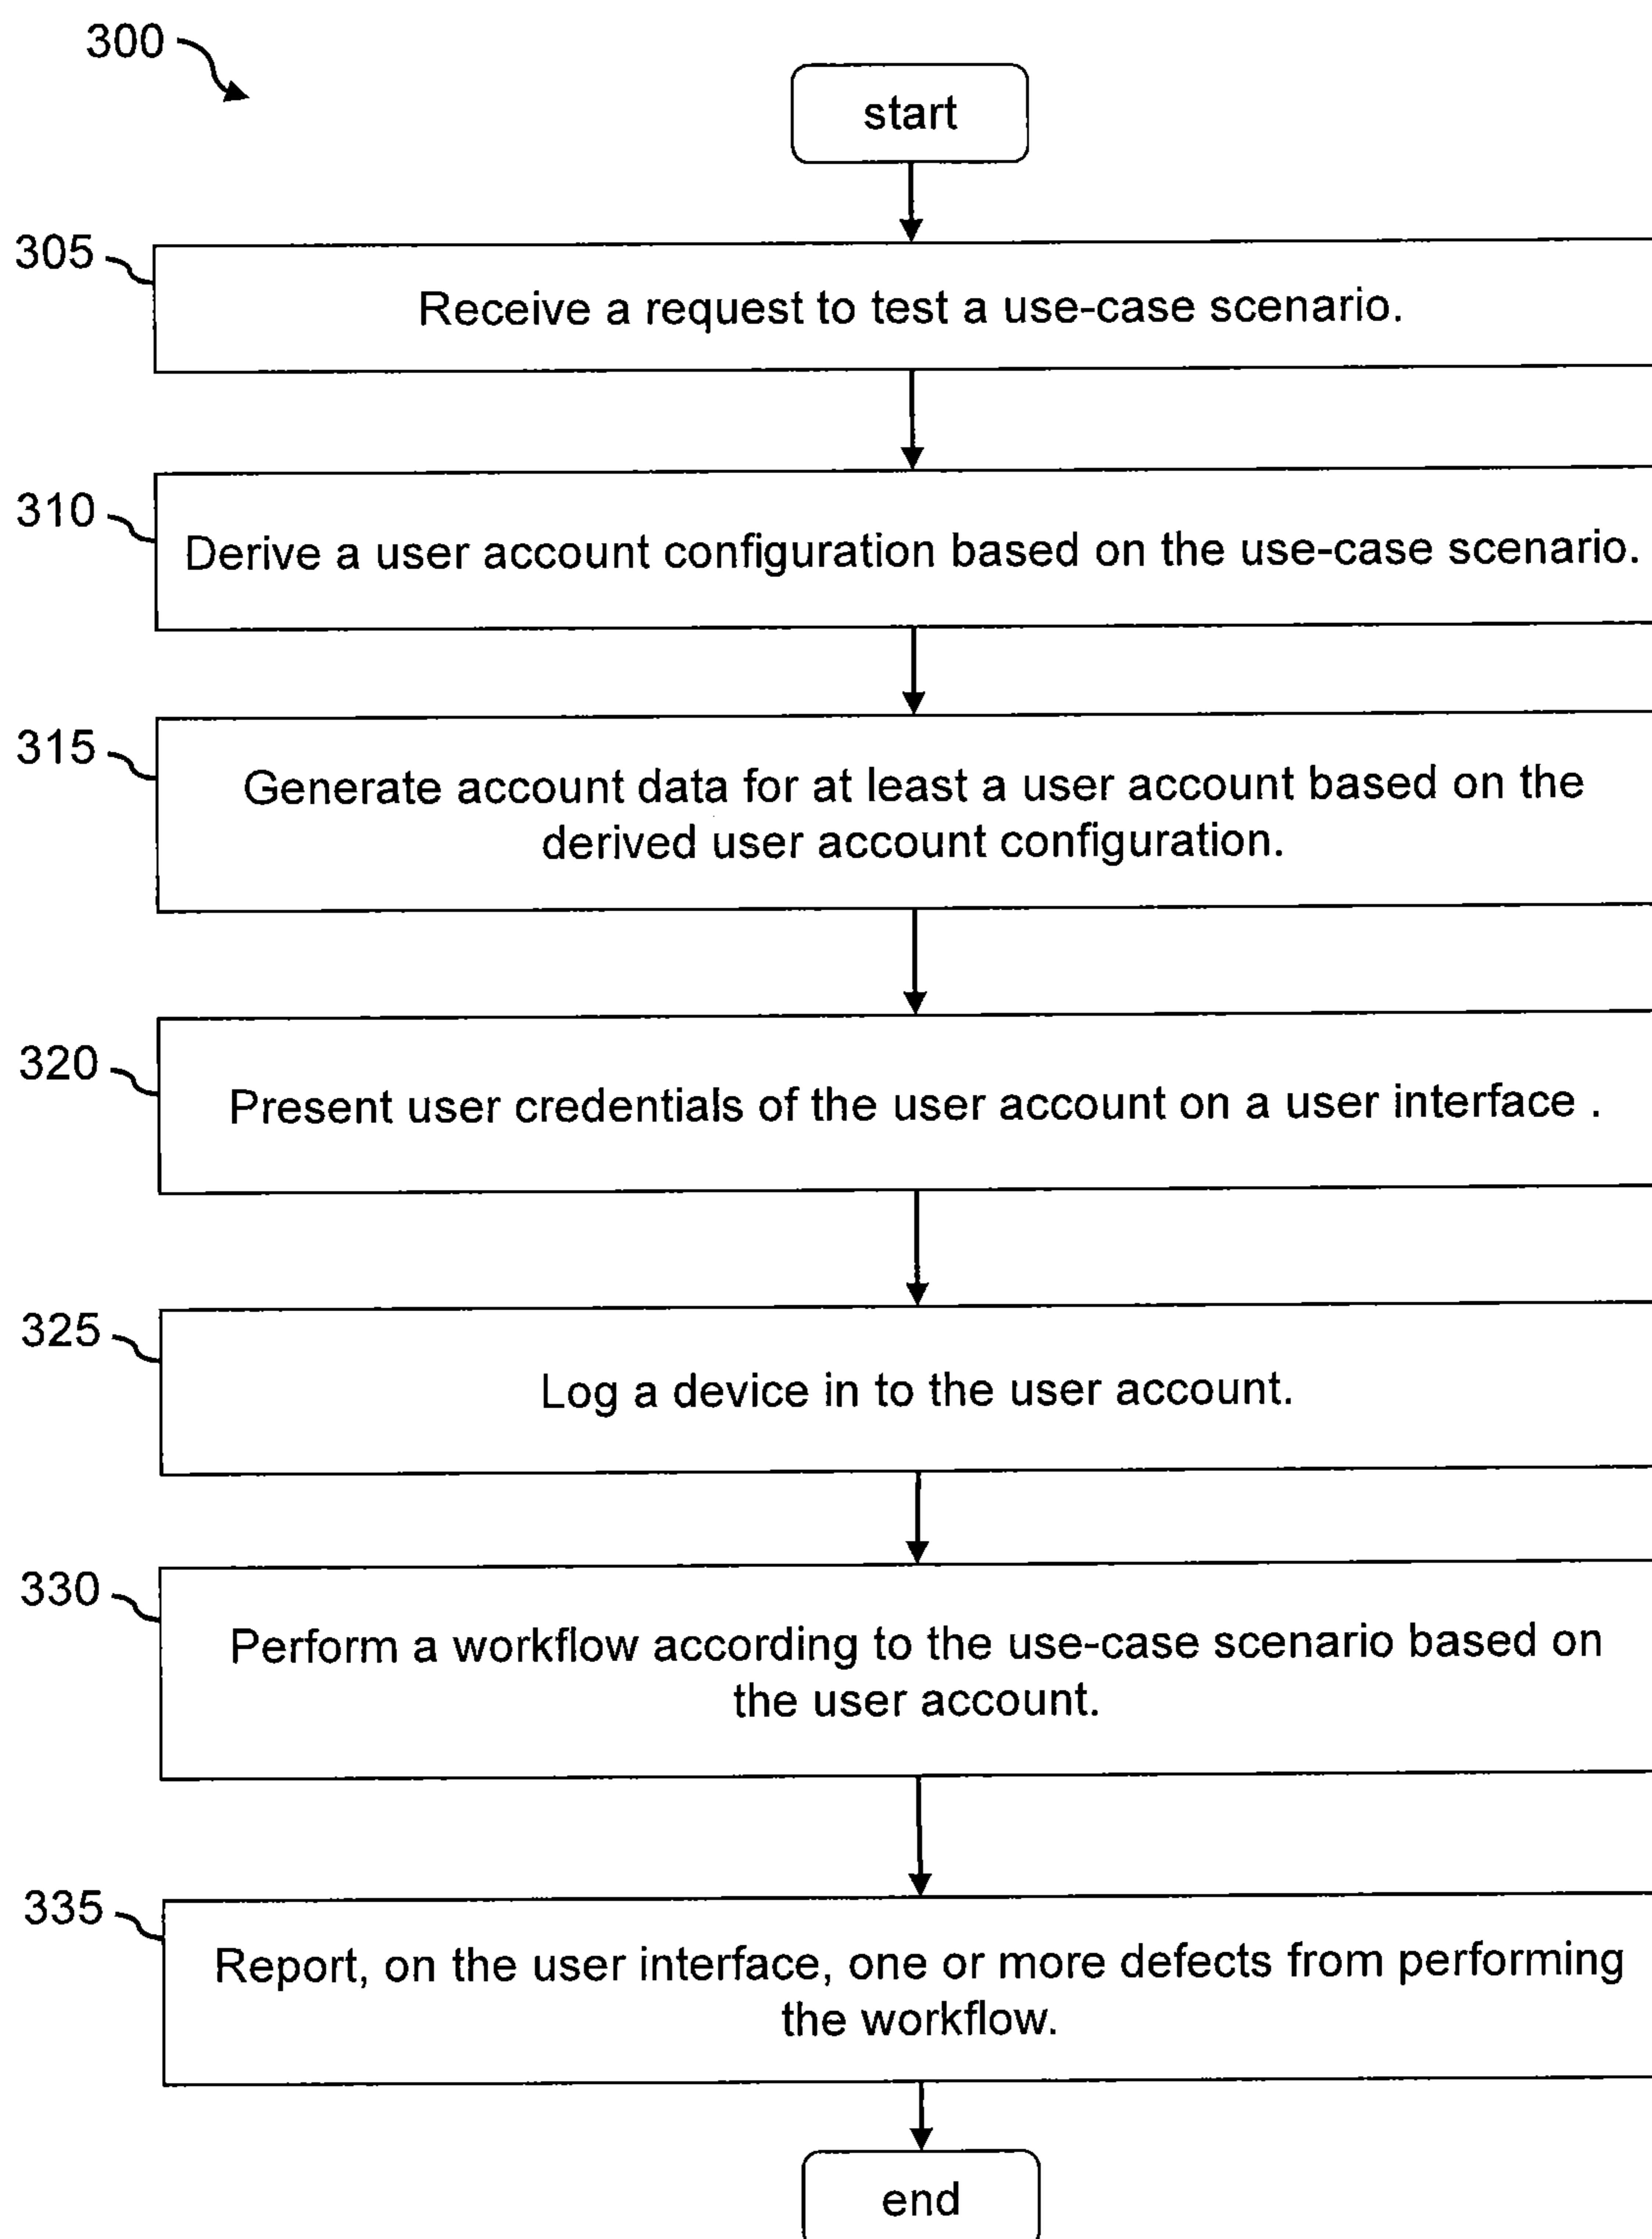 300
start
305
Receive a request to test a use-case scenario.
310
Derive a user account configuration based on the use-case scenario.
315
Generate account data for at least a user account based on the
derived user account configuration.
320
Present user credentials of the user account on a user interface .
325
Log a device in to the user account.
330
Perform a workflow according to the use-case scenario based on
the user account.
335
Report, on the user interface, one or more defects from performing
the workflow.
end